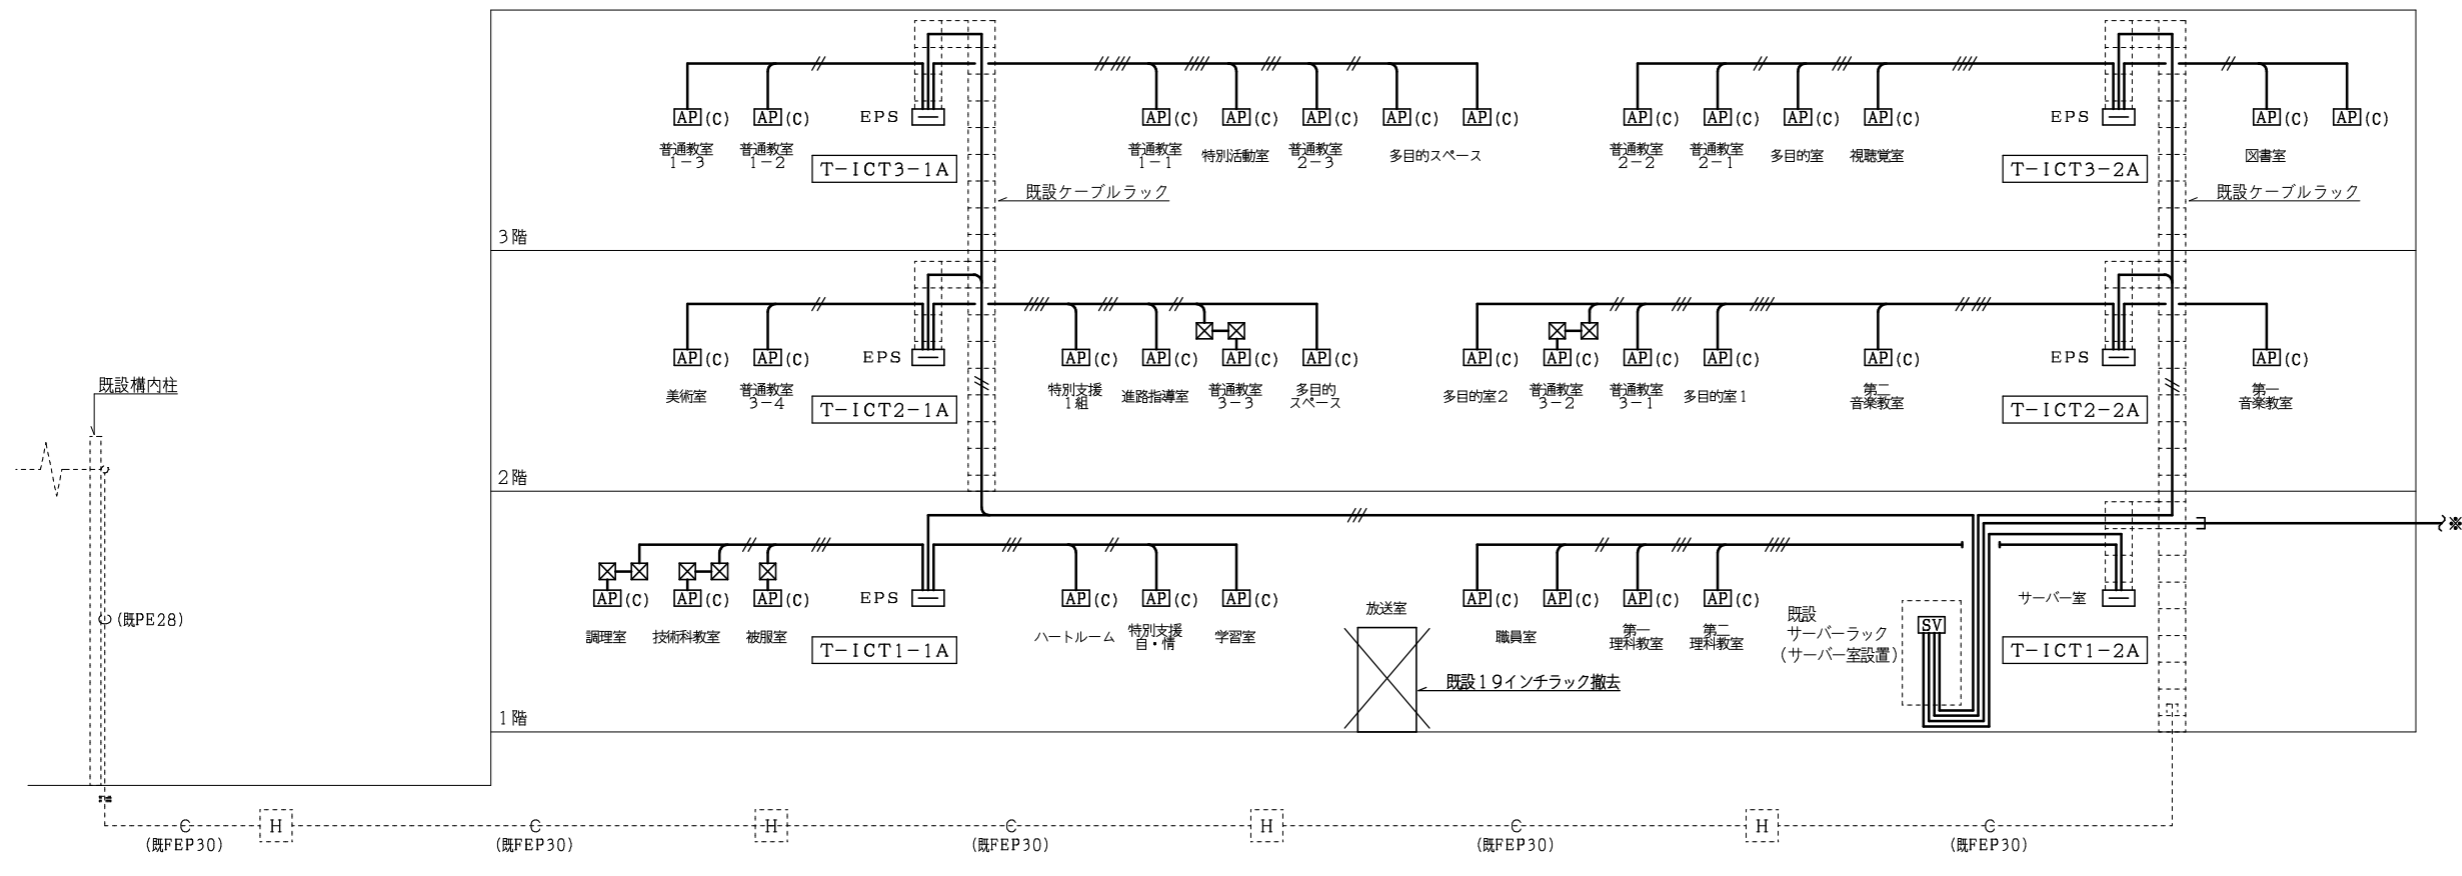 AP (C) AP (C) EPS AP (C) AP (C) AP (C) AP (C) AP (C) AP (C) AP (C) AP (C) AP (C) EPS AP (C) AP (C)
普通教室 普通教室 普通教室 特別活動室 普通教室 多目的スペース 普通教室 普通教室 多目的室 視聴覚室 図書室
1-3 1-2 1-1 2-3 2-2 2-1
T-ICT3-1A T-ICT3-2A
既設ケーブルラック 既設ケーブルラック
3階
AP (C) AP (C) EPS AP (C) AP (C) AP (C) AP (C) AP (C) AP (C) AP (C) AP (C) AP (C) EPS AP (C)
既設構内柱
美術室 普通教室 特別支援 進路指導室 普通教室 多目的 多目的室2 普通教室 普通教室 多目的室1 第二 第一
3-4 1組 3-3 スペース 3-2 3-1 音楽教室 音楽教室
T-ICT2-1A T-ICT2-2A
2階
※
AP (C) AP (C) AP (C) EPS AP (C) AP (C) AP (C) AP (C) AP (C) AP (C) AP (C) サーバー室
放送室
(既PE28)
既設
サーバーラック
(サーバー室設置)
SV
調理室 技術科教室 被服室 ハートルーム 特別支援 学習室 職員室 第一 第二
自・情 理科教室 理科教室
T-ICT1-1A T-ICT1-2A
既設19インチラック撤去
1階
C H C H C H C H C
(既FEP30) (既FEP30) (既FEP30) (既FEP30) (既FEP30)